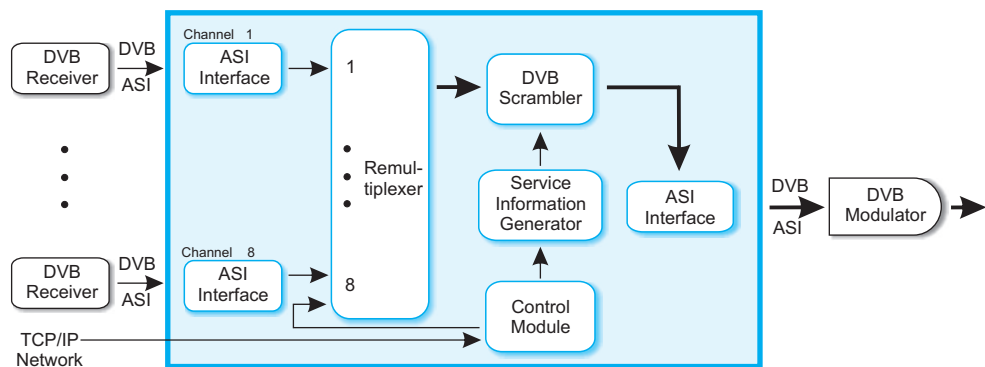 DVB
Receiver
DVB
ASI
Channel 1
ASI
Interface
1
Remul-
tiplexer
8
DVB
Scrambler
Service
Information
Generator
ASI
Interface
DVB
ASI
DVB
Modulator
DVB
Receiver
DVB
ASI
Channel 8
ASI
Interface
Control
Module
TCP/IP
Network